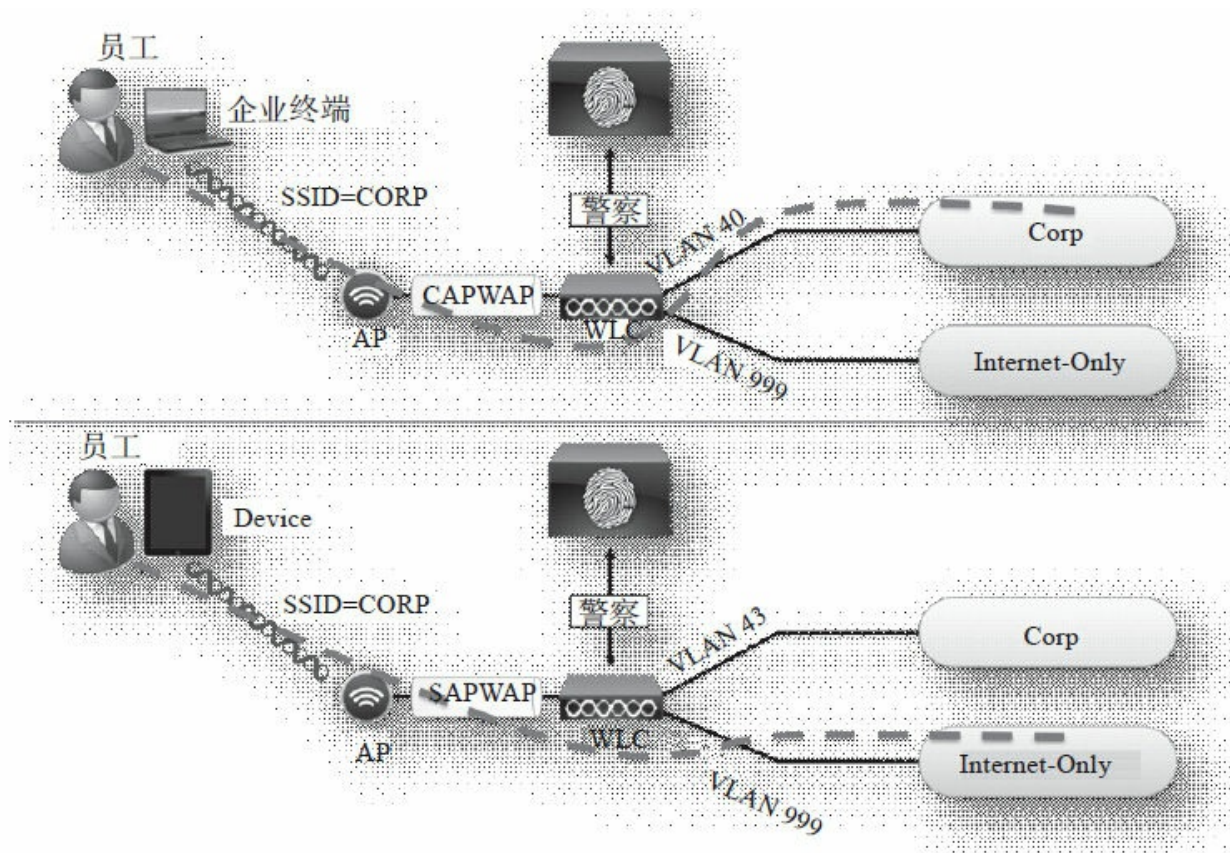 员工
企业终端
SSID=CORP
警察
VLAN 40
Corp
CAPWAP
WLC
AP
VLAN 999
Internet-Only
员工
Device
SSID=CORP
警察
VLAN 43
Corp
SAPWAP
WLC
AP
VLAN 999
Internet-Only